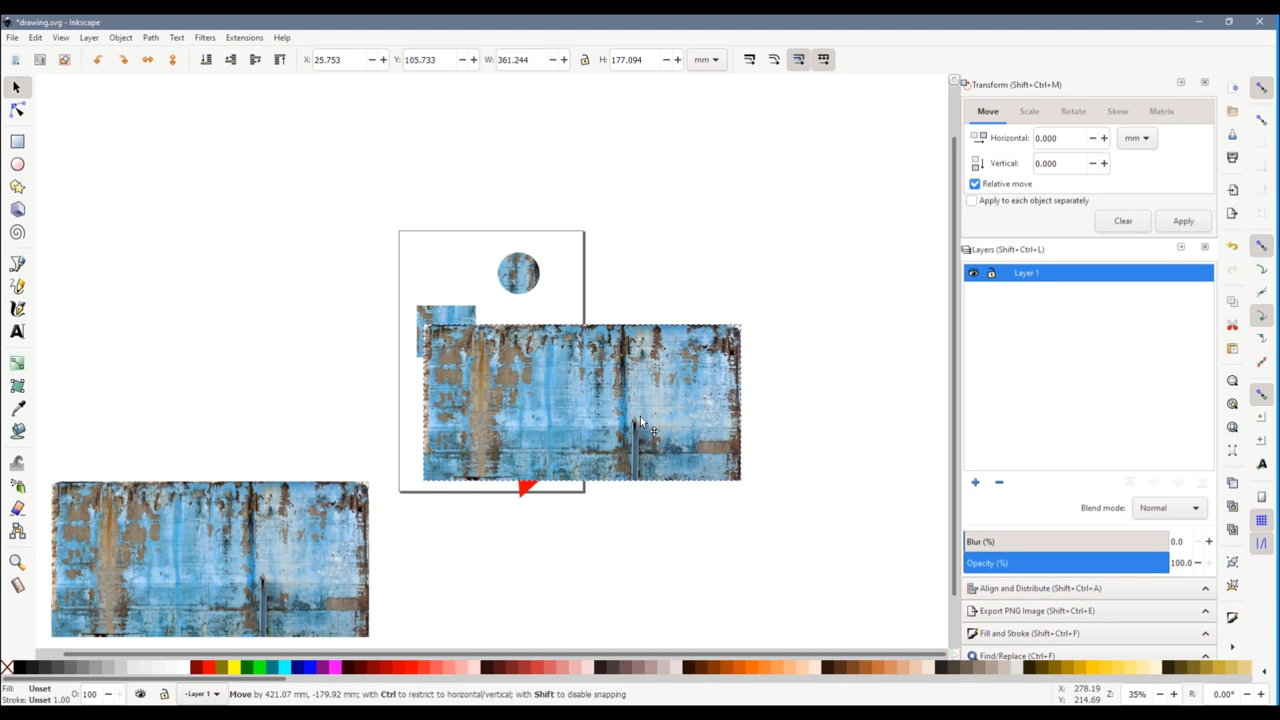 *drawing.svg - Inkscape
File Edit View Layer Object Path Text Filters Extensions Help
X: 25.753 Y: 105.733 W: 361.244 H: 177.094 mm
Transform (Shift+Ctrl+M)
Move Scale Rotate Skew Matrix
Horizontal: 0.000 mm
Vertical: 0.000
Relative move
Apply to each object separately
Clear Apply
Layers (Shift+Ctrl+L)
Layer 1
Blend mode: Normal
Blur (%) 0.0
Opacity (%) 100.0
Align and Distribute (Shift+Ctrl+A)
Export PNG Image (Shift+Ctrl+E)
Fill and Stroke (Shift+Ctrl+F)
Find/Replace (Ctrl+F)
Fill: Unset
Stroke: Unset 1.00
O: 100
Layer 1
Move by 421.07 mm, -179.92 mm; with Ctrl to restrict to horizontal/vertical; with Shift to disable snapping
X: 278.19
Y: 214.69
Z: 35%
R: 0.00°